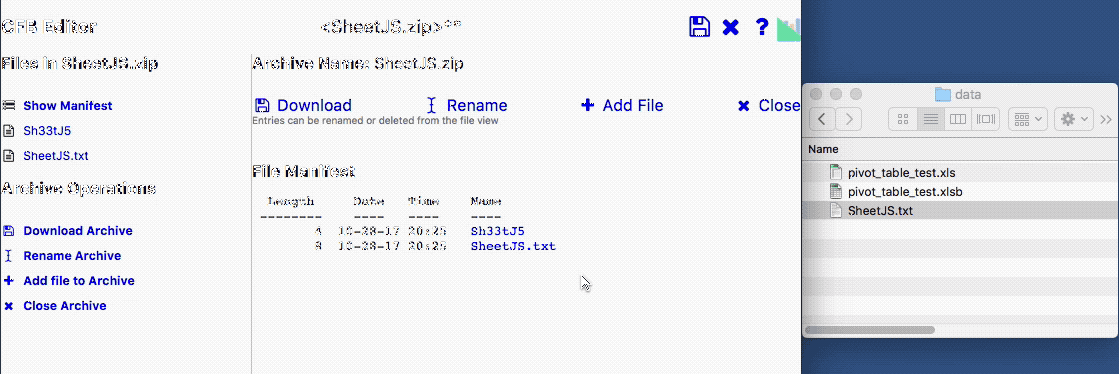 CFB Editor
<SheetJS.zip>**
?
Files in SheetJS.zip
Show Manifest
Sh33tJ5
SheetJS.txt
Archive Operations
Download Archive
Rename Archive
Add file to Archive
Close Archive
Archive Name: SheetJS.zip
Download Rename Add File Close
Entries can be renamed or deleted from the file view
File Manifest
Length Date Time Name
-------- ---- ---- ----
4 10-28-17 20:25 Sh33tJ5
8 10-28-17 20:25 SheetJS.txt
data
Name
pivot_table_test.xls
pivot_table_test.xlsb
SheetJS.txt